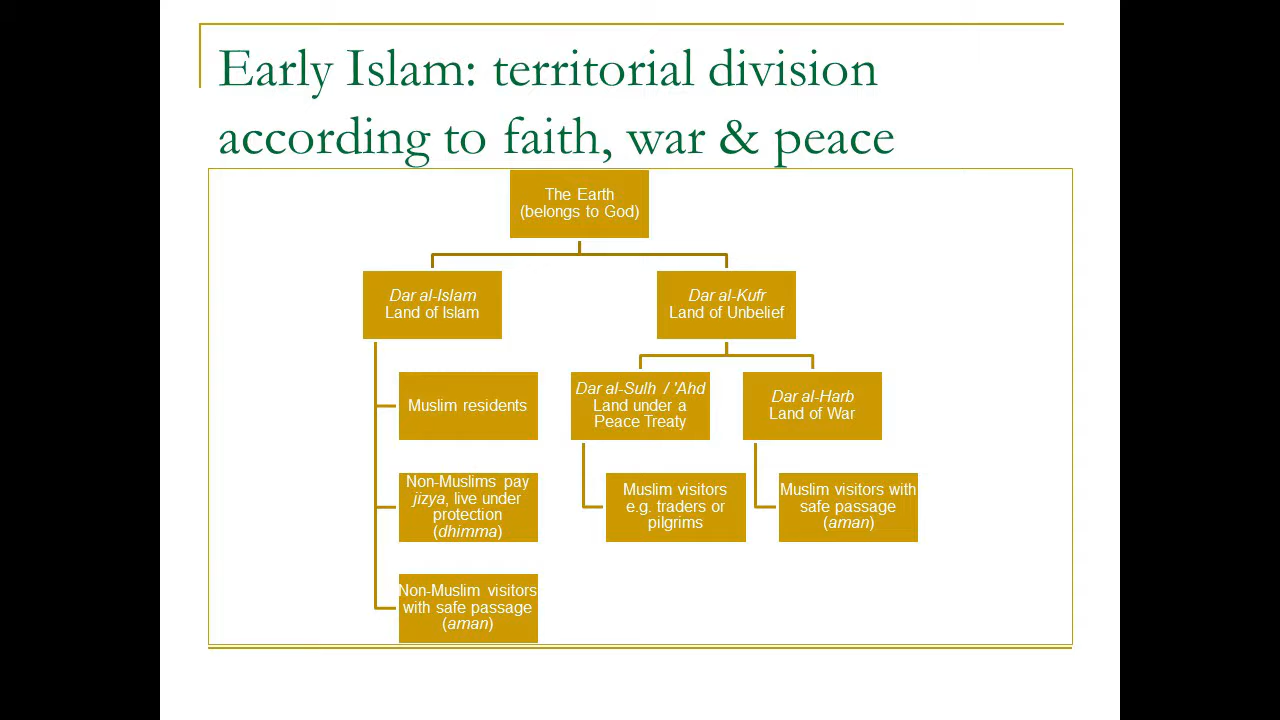 Early Islam: territorial division
according to faith, war & peace
The Earth
(belongs to God)
Dar al-Islam
Land of Islam
Dar al-Kufr
Land of Unbelief
Muslim residents
Dar al-Sulh / 'Ahd
Land under a
Peace Treaty
Dar al-Harb
Land of War
Non-Muslims pay
jizya, live under
protection
(dhimma)
Muslim visitors
e.g. traders or
pilgrims
Muslim visitors with
safe passage
(aman)
Non-Muslim visitors
with safe passage
(aman)